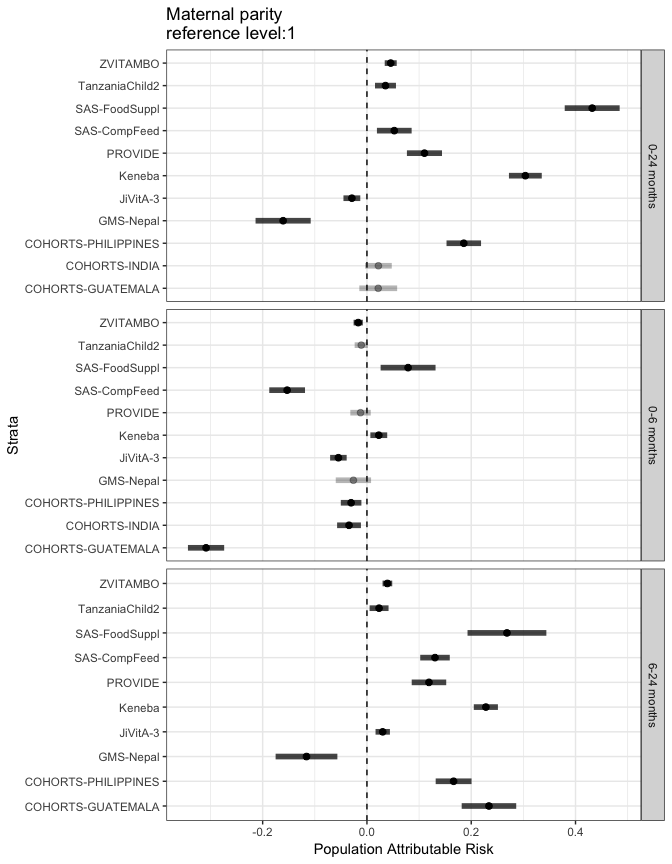 Maternal parity
reference level:1
ZVITAMBO
TanzaniaChild2
SAS-FoodSuppl
SAS-CompFeed
PROVIDE
Keneba
JiVitA-3
GMS-Nepal
COHORTS-PHILIPPINES
COHORTS-INDIA
COHORTS-GUATEMALA
0-24 months
ZVITAMBO
TanzaniaChild2
SAS-FoodSuppl
SAS-CompFeed
PROVIDE
Keneba
JiVitA-3
GMS-Nepal
COHORTS-PHILIPPINES
COHORTS-INDIA
COHORTS-GUATEMALA
0-6 months
Strata
ZVITAMBO
TanzaniaChild2
SAS-FoodSuppl
SAS-CompFeed
PROVIDE
Keneba
JiVitA-3
GMS-Nepal
COHORTS-PHILIPPINES
COHORTS-GUATEMALA
6-24 months
-0.2 0.0 0.2 0.4
Population Attributable Risk